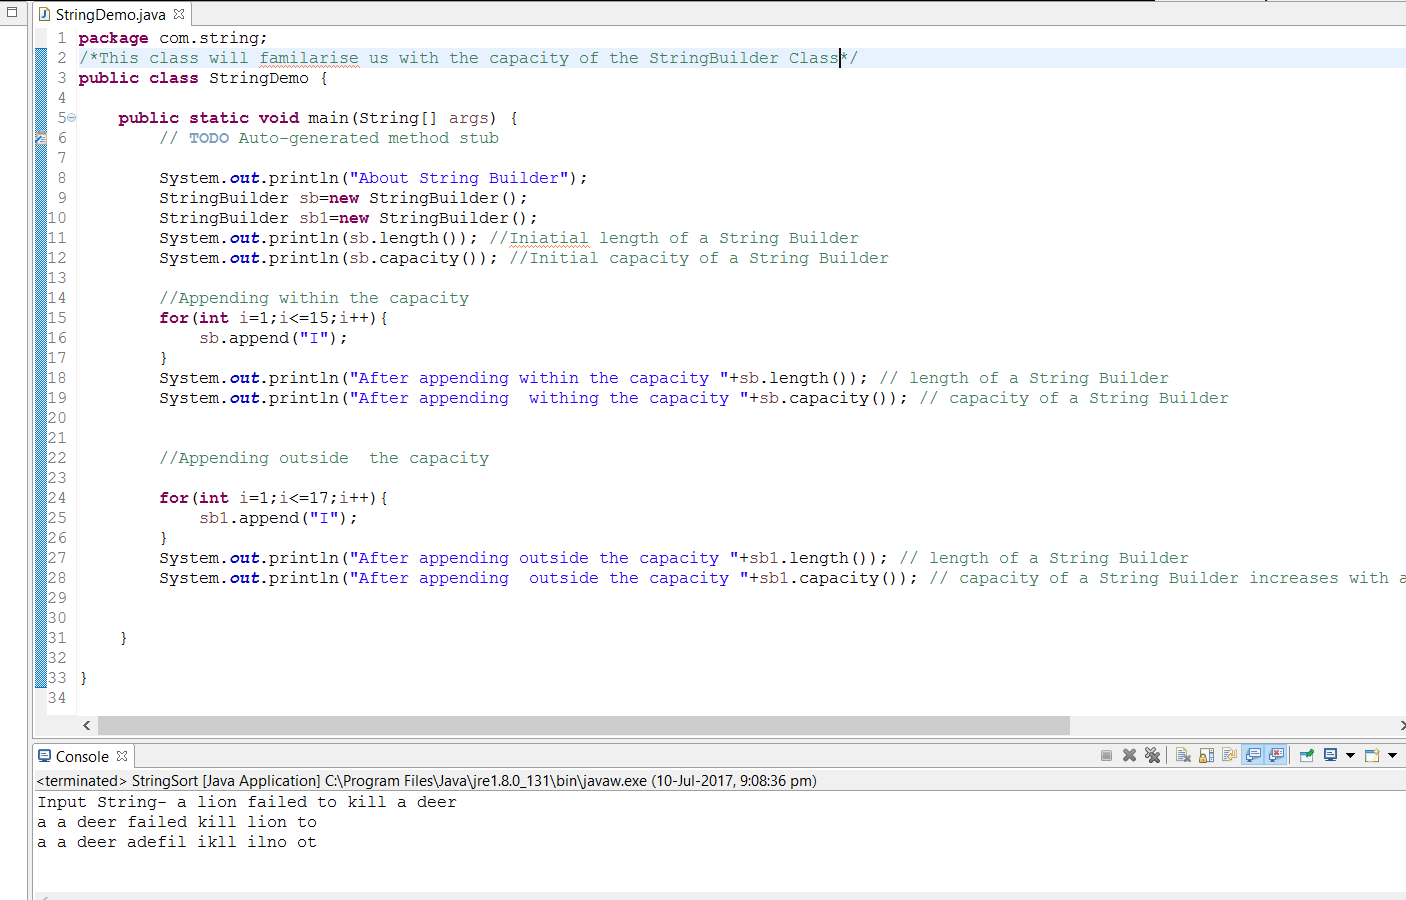 StringDemo.java
1 package com.string;
2 /*This class will familarise us with the capacity of the StringBuilder Class*/
3 public class StringDemo {
4
5     public static void main(String[] args) {
6         // TODO Auto-generated method stub
7
8         System.out.println("About String Builder");
9         StringBuilder sb=new StringBuilder();
10         StringBuilder sb1=new StringBuilder();
11         System.out.println(sb.length()); //Iniatial length of a String Builder
12         System.out.println(sb.capacity()); //Initial capacity of a String Builder
13
14         //Appending within the capacity
15         for(int i=1;i<=15;i++){
16             sb.append("I");
17         }
18         System.out.println("After appending within the capacity "+sb.length()); // length of a String Builder
19         System.out.println("After appending  withing the capacity "+sb.capacity()); // capacity of a String Builder
20
21
22         //Appending outside  the capacity
23
24         for(int i=1;i<=17;i++){
25             sb1.append("I");
26         }
27         System.out.println("After appending outside the capacity "+sb1.length()); // length of a String Builder
28         System.out.println("After appending  outside the capacity "+sb1.capacity()); // capacity of a String Builder increases with a
29
30
31     }
32
33 }
34
Console
<terminated> StringSort [Java Application] C:\Program Files\Java\jre1.8.0_131\bin\javaw.exe (10-Jul-2017, 9:08:36 pm)
Input String- a lion failed to kill a deer
a a deer failed kill lion to
a a deer adefil ikll ilno ot